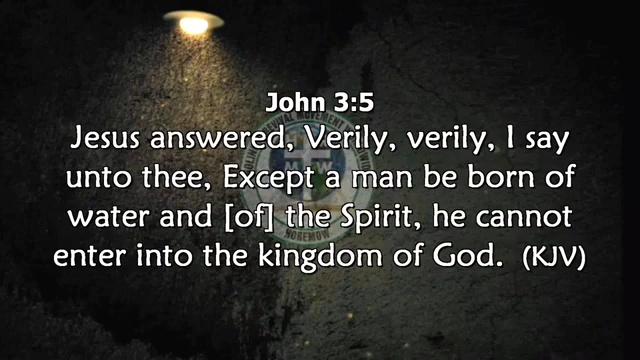 John 3:5
Jesus answered, Verily, verily, I say
unto thee, Except a man be born of
water and [of] the Spirit, he cannot
enter into the kingdom of God. (KJV)